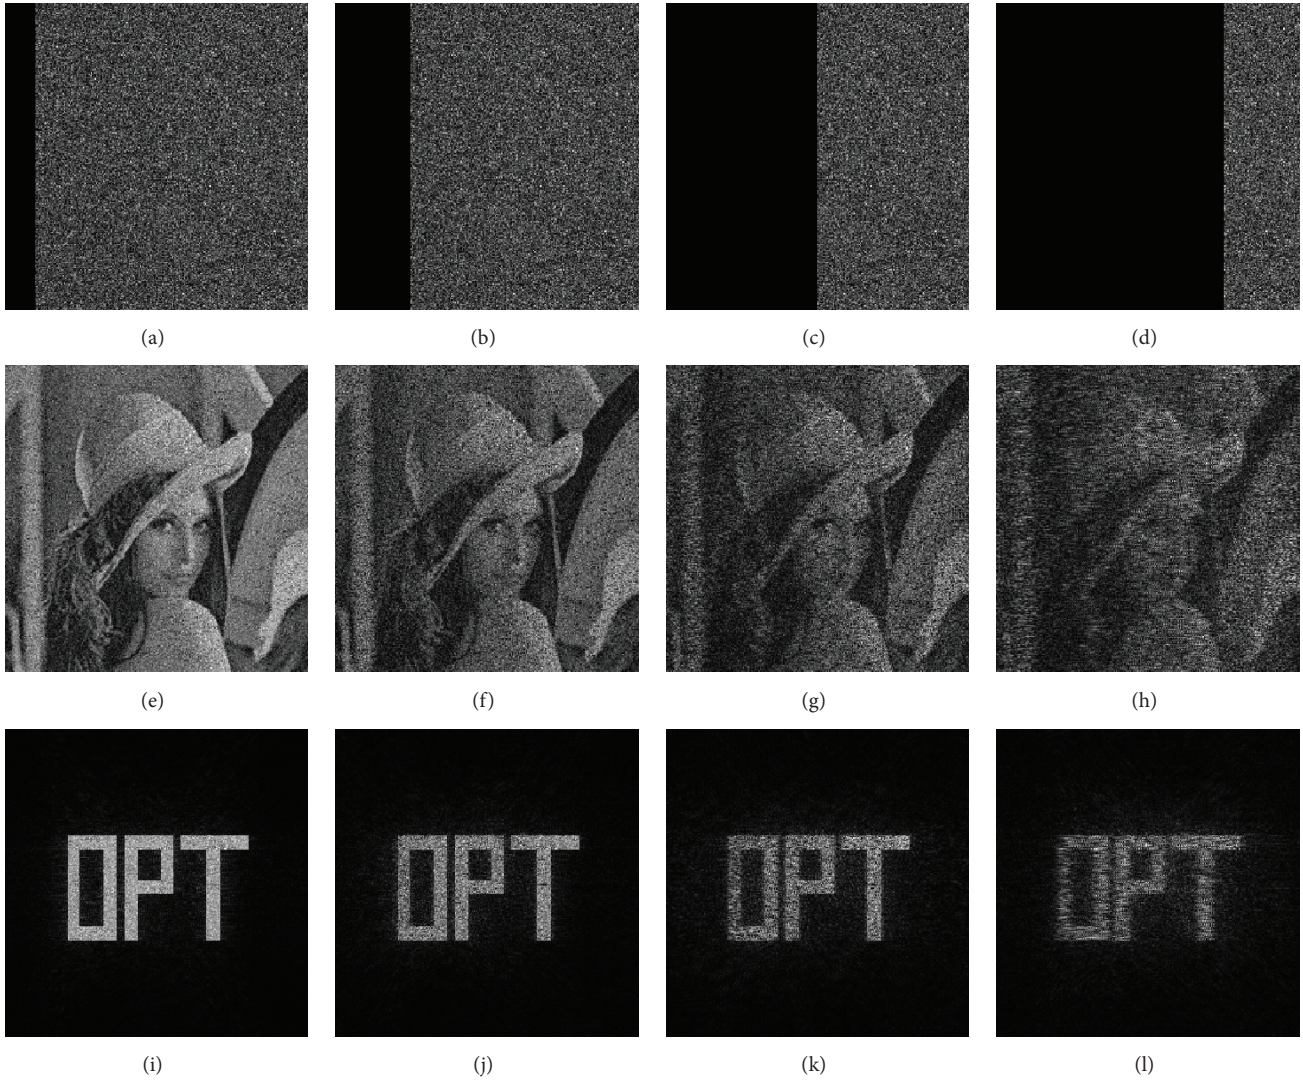 (a) (b) (c) (d)
(e) (f) (g) (h)
OPT OPT OPT OPT
(i) (j) (k) (l)